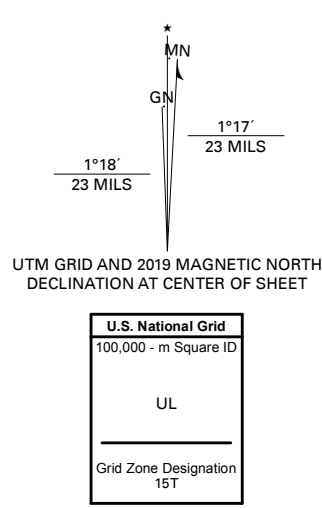 ★
MN
GN
1°17´
23 MILS
1°18´
23 MILS
UTM GRID AND 2019 MAGNETIC NORTH
DECLINATION AT CENTER OF SHEET
U.S. National Grid
100,000 - m Square ID
UL
Grid Zone Designation
15T